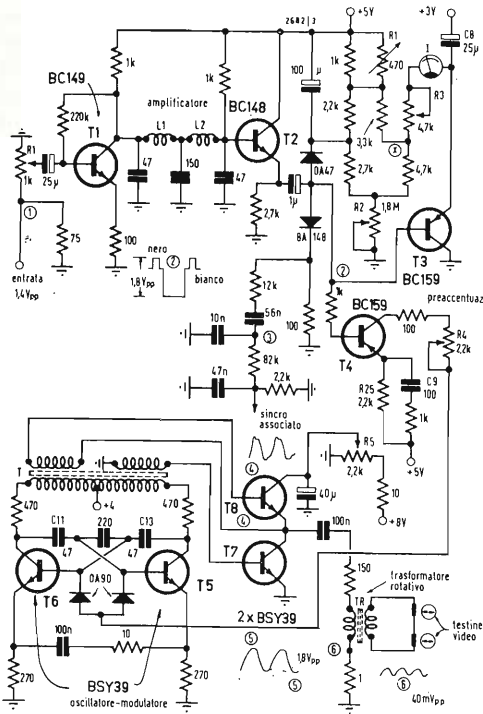 2682|3
+5V
+3V
C8
25µ
1k
BC149
220k
T1
R1
1k
25µ
1
75
entrata
1,4Vpp
100
amplificatore
L1
L2
47
150
47
1k
BC148
T2
2,7k
1µ
100
µ
1k
R1
470
2,2k
3,3k
x
I
R3
4,7k
OA47
2,7k
4,7k
R2
1,8M
T3
BC159
BA
148
nero
1,8Vpp
2
bianco
12k
56n
3
10n
82k
47n
2,2k
100
sincro
associato
2
1k
BC159
T4
preaccentuaz
100
R4
2,2k
R25
2,2k
C9
100
1k
+5V
T
+4
470
470
C11
47
220
C13
47
T6
OA90
T5
100n
10
270
270
BSY39
oscillatore-modulatore
4
T8
4
T7
2xBSY39
40µ
R5
2,2k
10
+8V
100n
150
trasformatore
rotativo
TR
testine
video
6
1
5
1,8Vpp
5
6
40mVpp